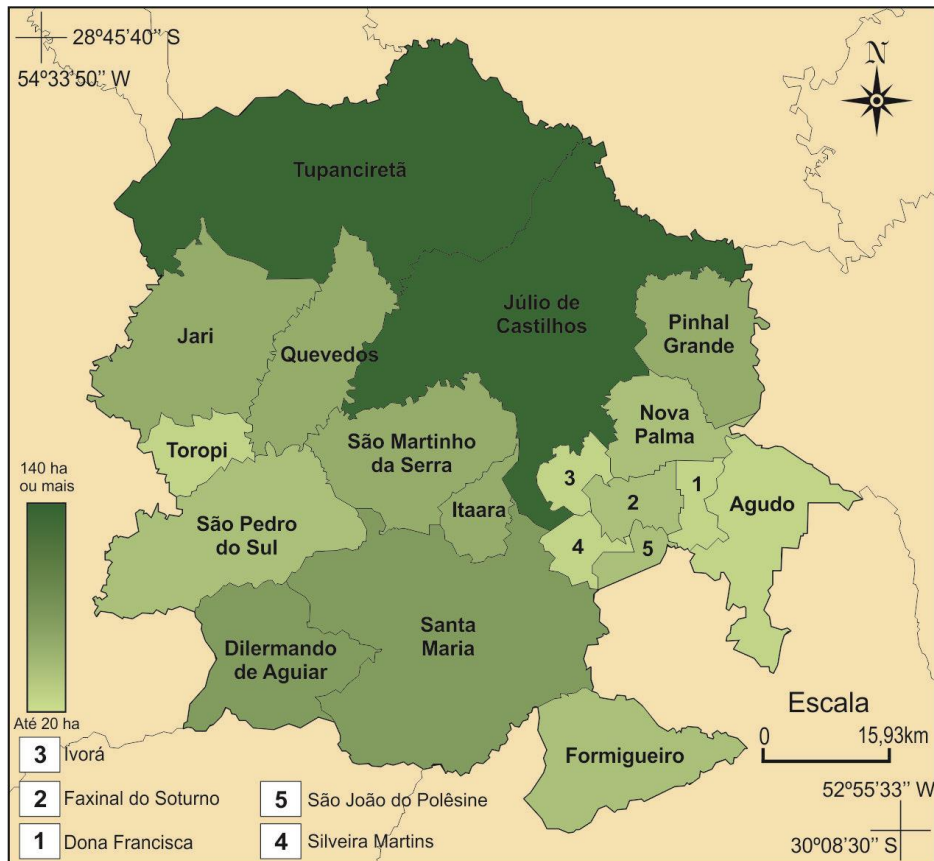 28º45'40’’ S
54º33'50’’ W
N
Tupanciretã
Júlio de
Castilhos
Pinhal
Grande
Jari
Quevedos
Nova
Palma
Toropi
São Martinho
da Serra
3
1
2
Agudo
Itaara
140 ha
ou mais
São Pedro
do Sul
4
5
Santa
Maria
Dilermando
de Aguiar
Até 20 ha
Escala
0 15,93km
Formigueiro
3 Ivorá
2 Faxinal do Soturno
1 Dona Francisca
5 São João do Polêsine
4 Silveira Martins
52º55'33’’ W
30º08'30’’ S